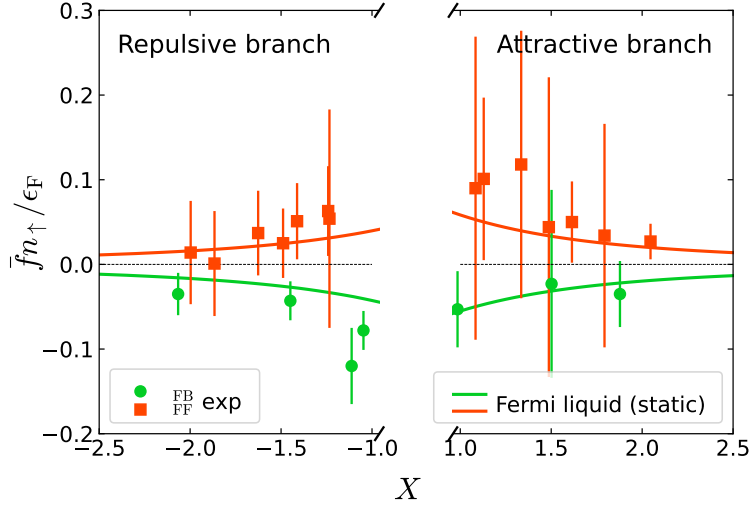 Repulsive branch
Attractive branch
0.3
0.2
0.1
0.0
−0.1
−0.2
f̄n↑/ϵF
FB
FF exp
Fermi liquid (static)
−2.5 −2.0 −1.5 −1.0 1.0 1.5 2.0 2.5
X